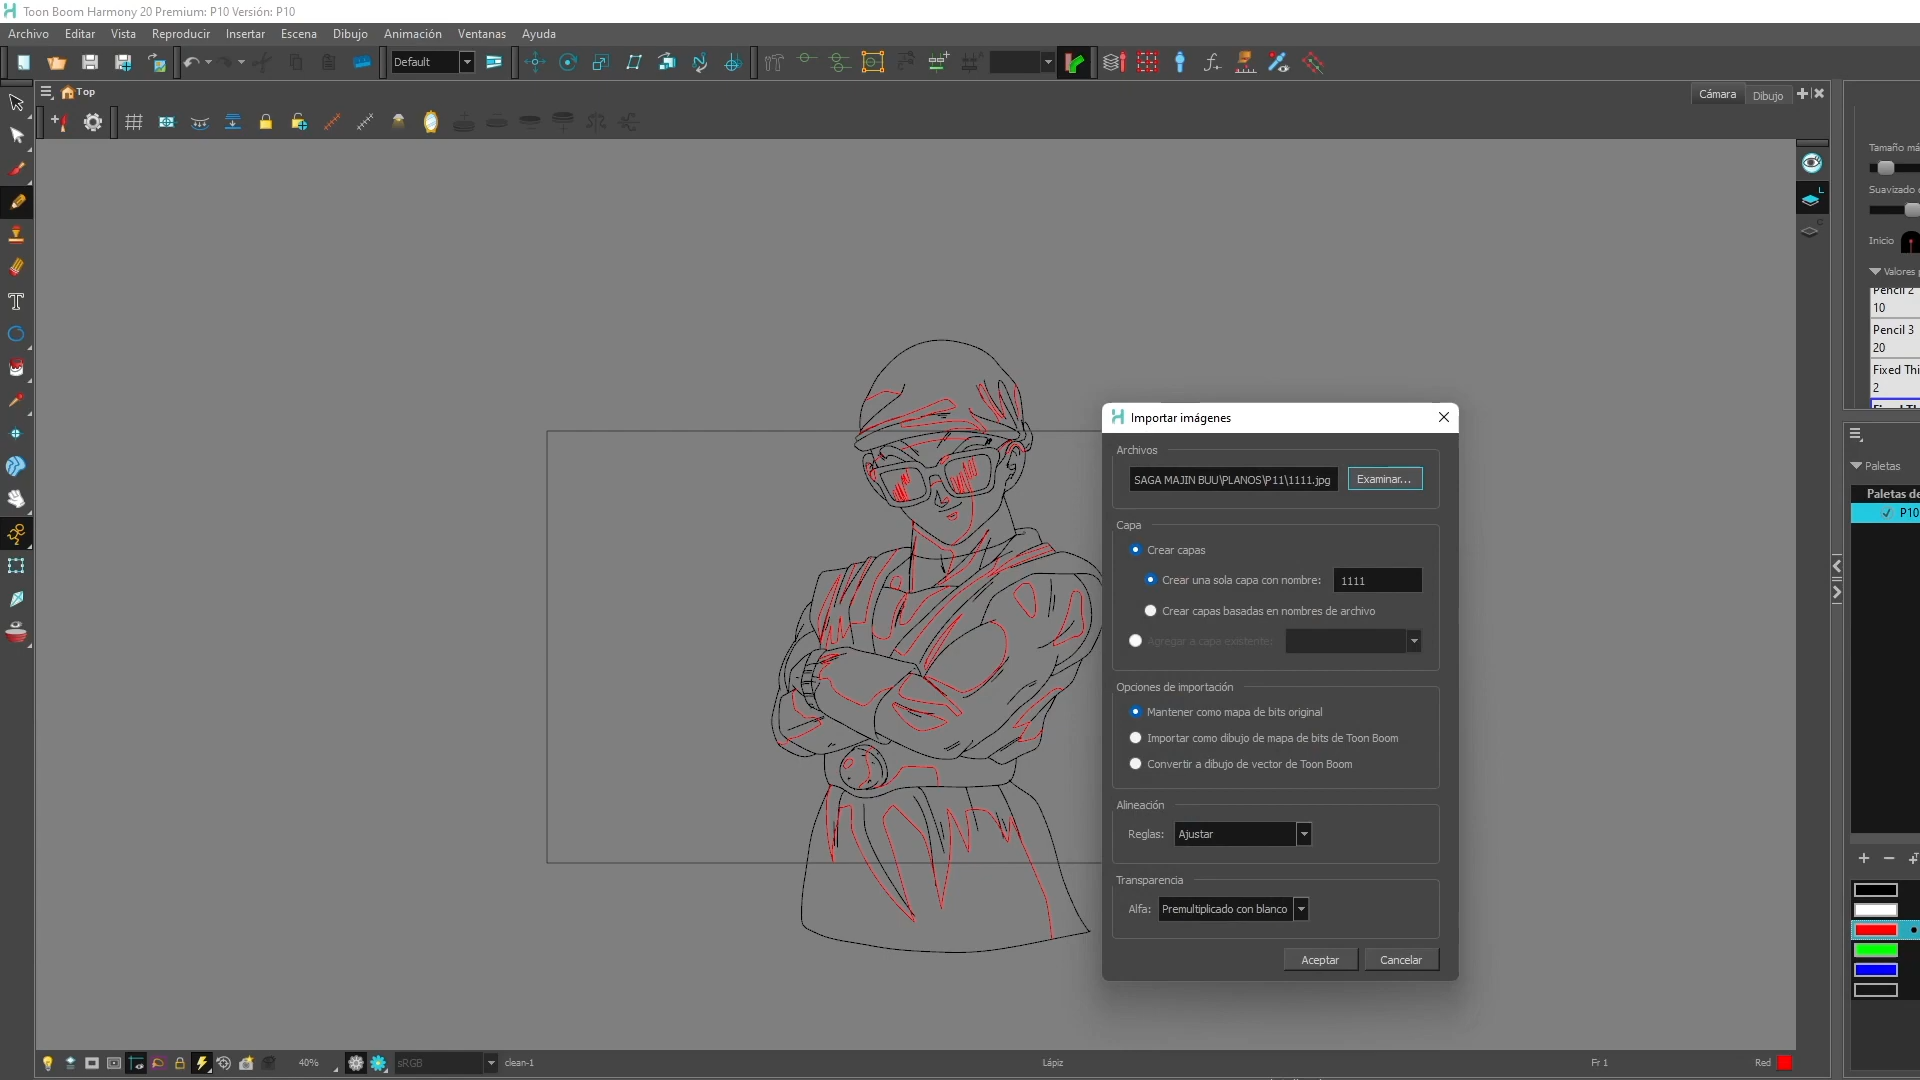 Toon Boom Harmony 20 Premium: P10 Versión: P10
Archivo Editar Vista Reproducir Insertar Escena Dibujo Animación Ventanas Ayuda
Default
Top
Cámara Dibujo
Tamaño má
Suavizado
Inicio
Valores
Pencil 2
10
Pencil 3
20
Fixed Thi
2
Importar imágenes
Archivos
SAGA MAJIN BUU\PLANOS\P11\1111.jpg Examinar...
Capa
Crear capas
Crear una sola capa con nombre: 1111
Crear capas basadas en nombres de archivo
Agregar a capa existente:
Opciones de importación
Mantener como mapa de bits original
Importar como dibujo de mapa de bits de Toon Boom
Convertir a dibujo de vector de Toon Boom
Alineación
Reglas: Ajustar
Transparencia
Alfa: Premultiplicado con blanco
Aceptar Cancelar
Paletas
Paletas de
P10
40% sRGB clean-1 Lápiz Fr 1 Red